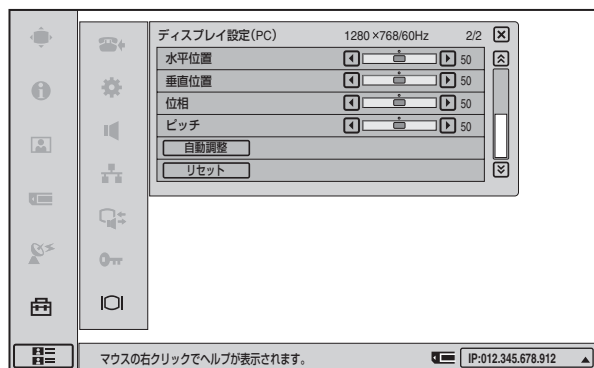 ディスプレイ設定(PC) 1280×768/60Hz 2/2
水平位置 50
垂直位置 50
位相 50
ピッチ 50
自動調整
リセット
マウスの右クリックでヘルプが表示されます。 IP:012.345.678.912